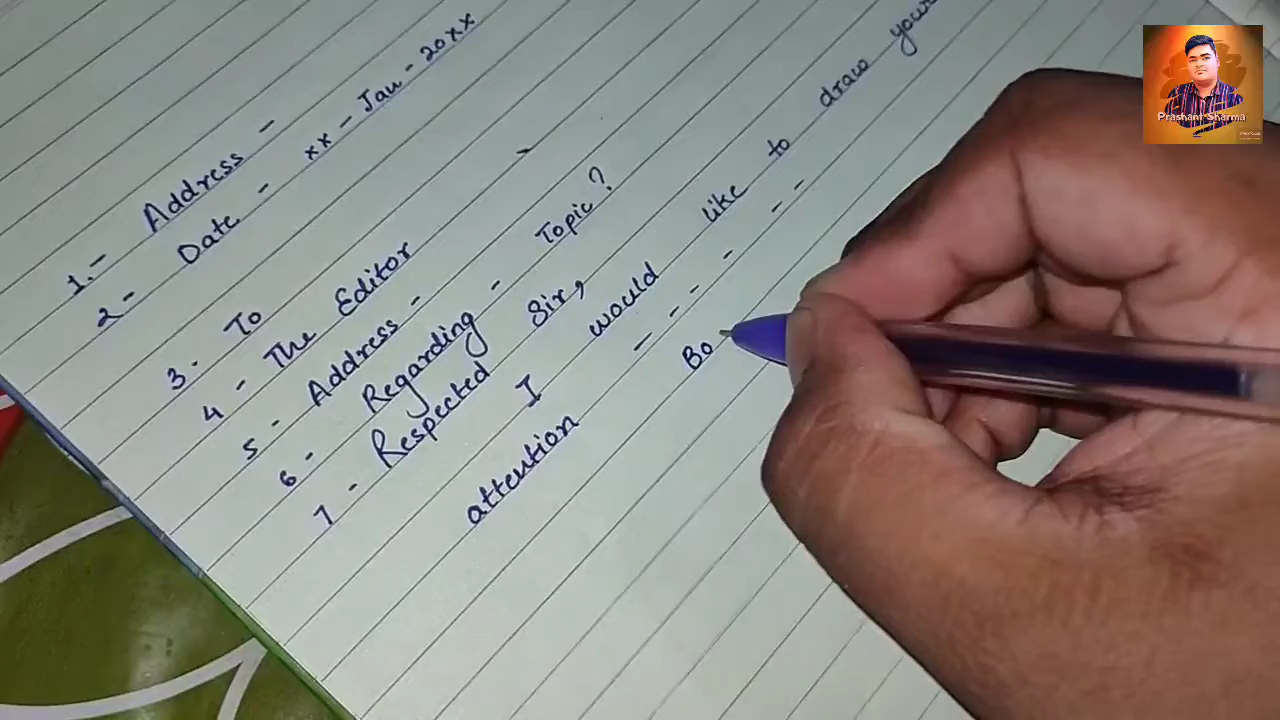 1.- Address -
2- Date - xx - Jan - 20xx
3. To
4 - The Editor
5 - Address -
6 - Regarding - Topic ?
7 - Respected Sir,
I would like to draw your
attention - - - - - -
Bo
Prashant Sharma